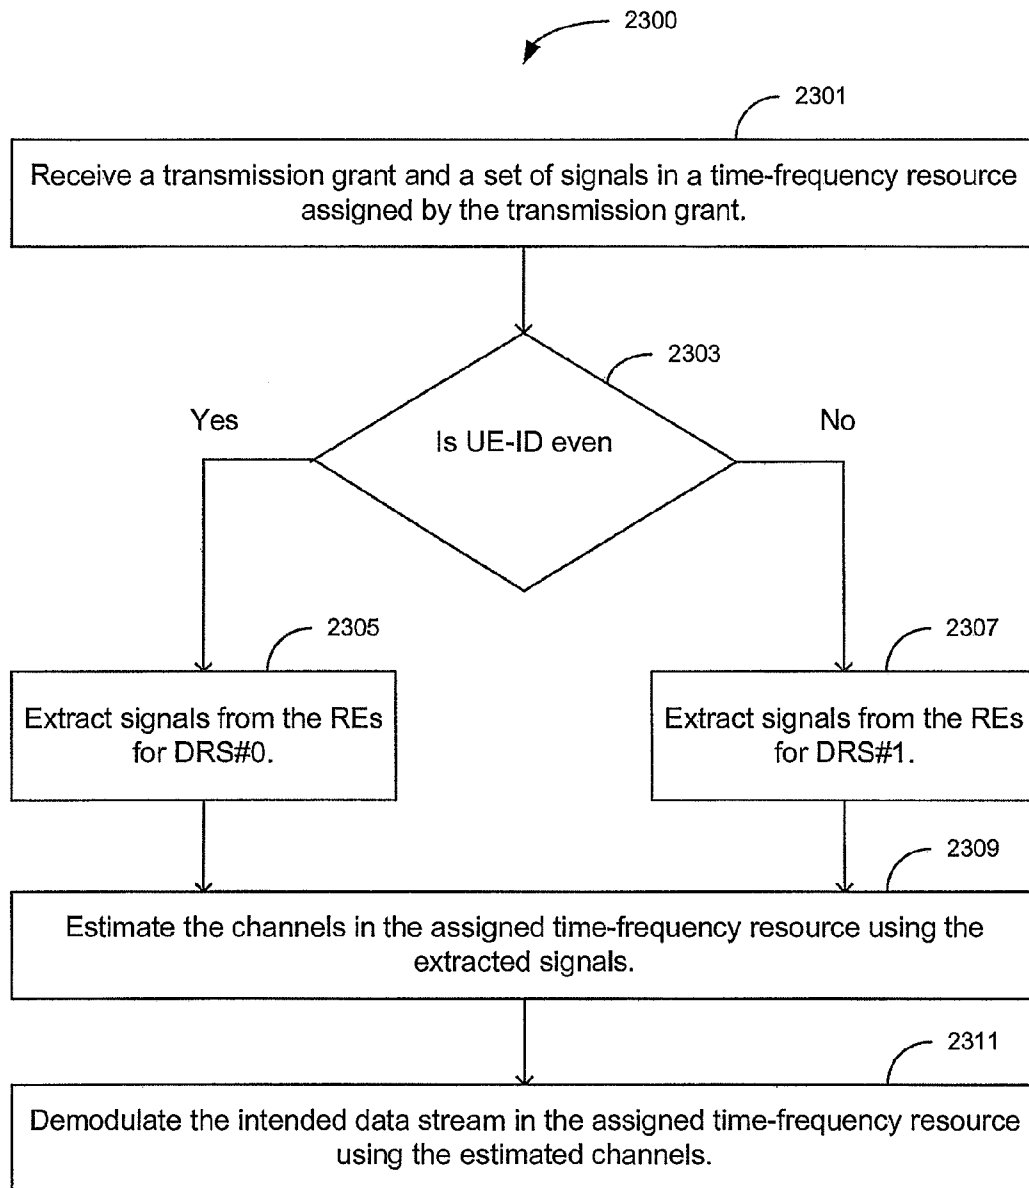 2300
2301
Receive a transmission grant and a set of signals in a time-frequency resource
assigned by the transmission grant.
2303
Yes
No
Is UE-ID even
2305
2307
Extract signals from the REs
for DRS#0.
Extract signals from the REs
for DRS#1.
2309
Estimate the channels in the assigned time-frequency resource using the
extracted signals.
2311
Demodulate the intended data stream in the assigned time-frequency resource
using the estimated channels.